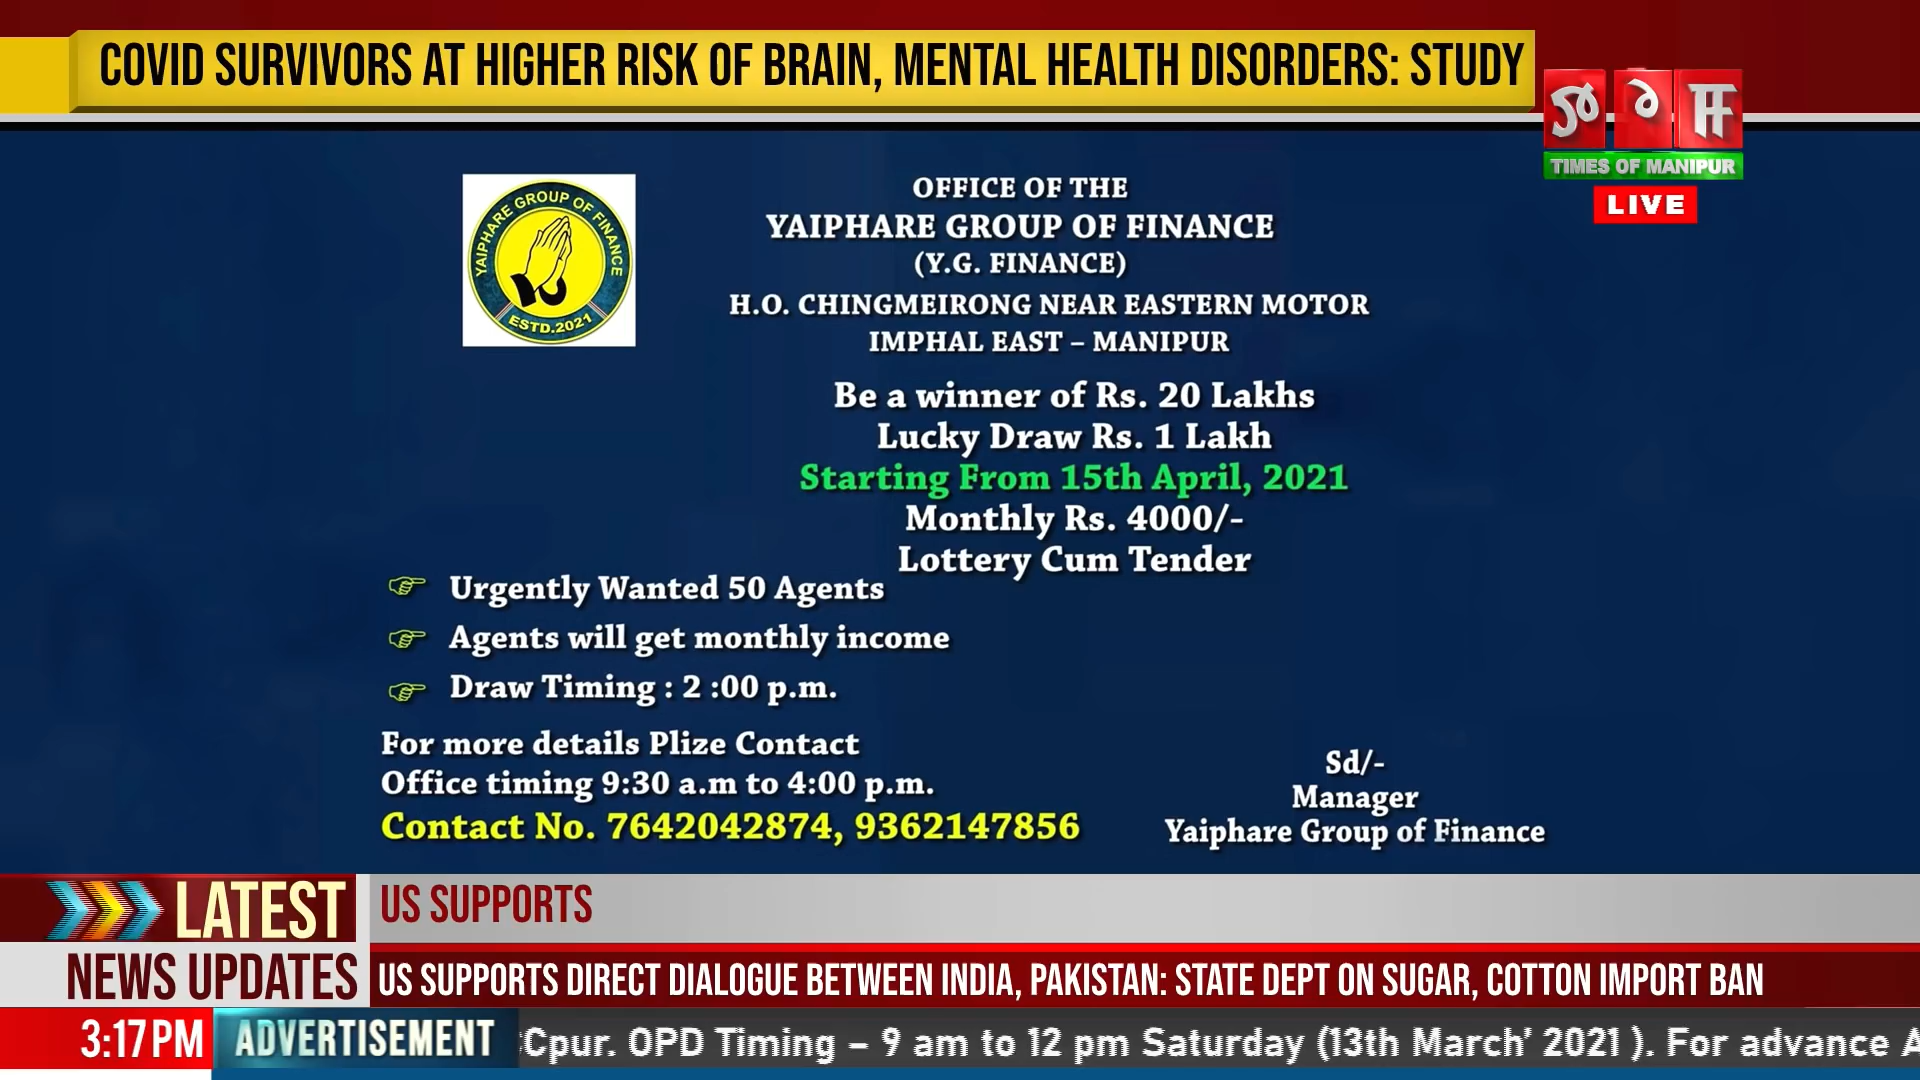 COVID SURVIVORS AT HIGHER RISK OF BRAIN, MENTAL HEALTH DISORDERS: STUDY
TIMES OF MANIPUR
LIVE
YAIPHARE GROUP OF FINANCE
ESTD.2021
OFFICE OF THE
YAIPHARE GROUP OF FINANCE
(Y.G. FINANCE)
H.O. CHINGMEIRONG NEAR EASTERN MOTOR
IMPHAL EAST – MANIPUR
Be a winner of Rs. 20 Lakhs
Lucky Draw Rs. 1 Lakh
Starting From 15th April, 2021
Monthly Rs. 4000/-
Lottery Cum Tender
Urgently Wanted 50 Agents
Agents will get monthly income
Draw Timing : 2 :00 p.m.
For more details Plize Contact
Office timing 9:30 a.m to 4:00 p.m.
Contact No. 7642042874, 9362147856
Sd/-
Manager
Yaiphare Group of Finance
LATEST
NEWS UPDATES
US SUPPORTS
US SUPPORTS DIRECT DIALOGUE BETWEEN INDIA, PAKISTAN: STATE DEPT ON SUGAR, COTTON IMPORT BAN
3:17 PM
ADVERTISEMENT
Cpur. OPD Timing – 9 am to 12 pm Saturday (13th March' 2021 ). For advance A